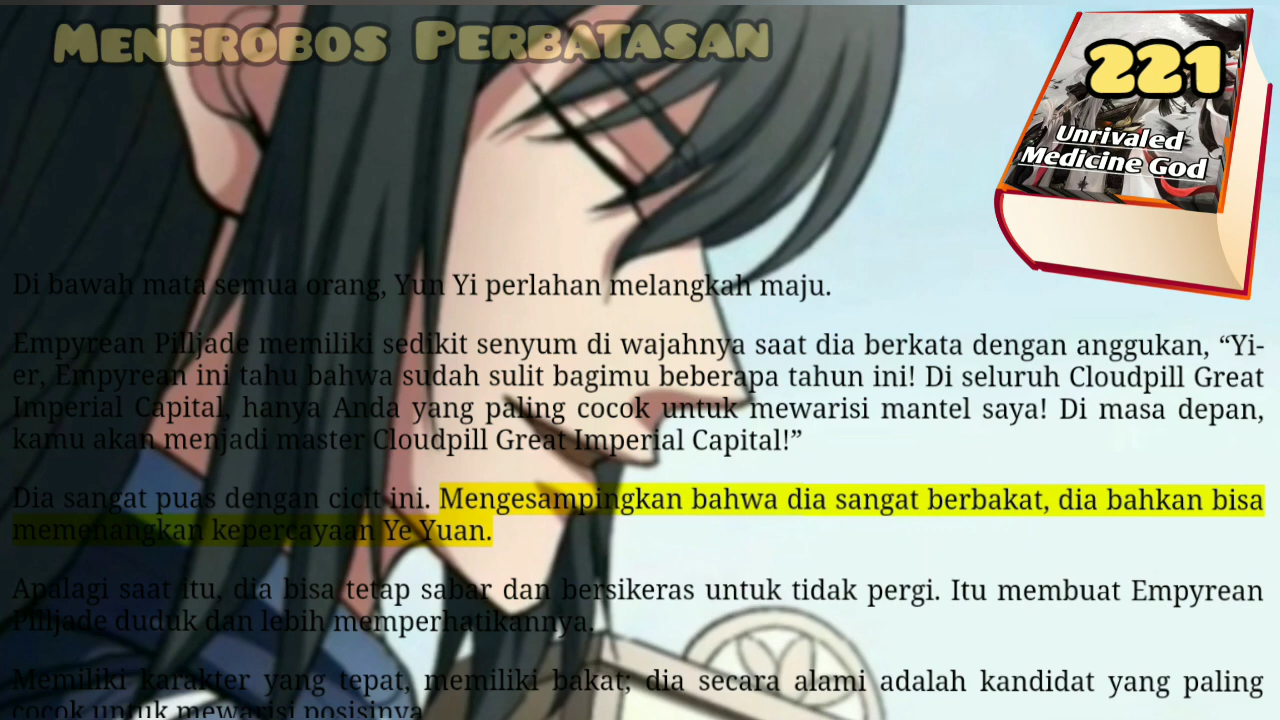 Menerobos Perbatasan
221
Unrivaled
Medicine God
Di bawah mata semua orang, Yun Yi perlahan melangkah maju.
Empyrean Pilljade memiliki sedikit senyum di wajahnya saat dia berkata dengan anggukan, “Yi-
er, Empyrean ini tahu bahwa sudah sulit bagimu beberapa tahun ini! Di seluruh Cloudpill Great
Imperial Capital, hanya Anda yang paling cocok untuk mewarisi mantel saya! Di masa depan,
kamu akan menjadi master Cloudpill Great Imperial Capital!”
Dia sangat puas dengan cicit ini. Mengesampingkan bahwa dia sangat berbakat, dia bahkan bisa
memenangkan kepercayaan Ye Yuan.
Apalagi saat itu, dia bisa tetap sabar dan bersikeras untuk tidak pergi. Itu membuat Empyrean
Pilljade duduk dan lebih memperhatikannya.
Memiliki karakter yang tepat, memiliki bakat; dia secara alami adalah kandidat yang paling
cocok untuk mewarisi posisinya